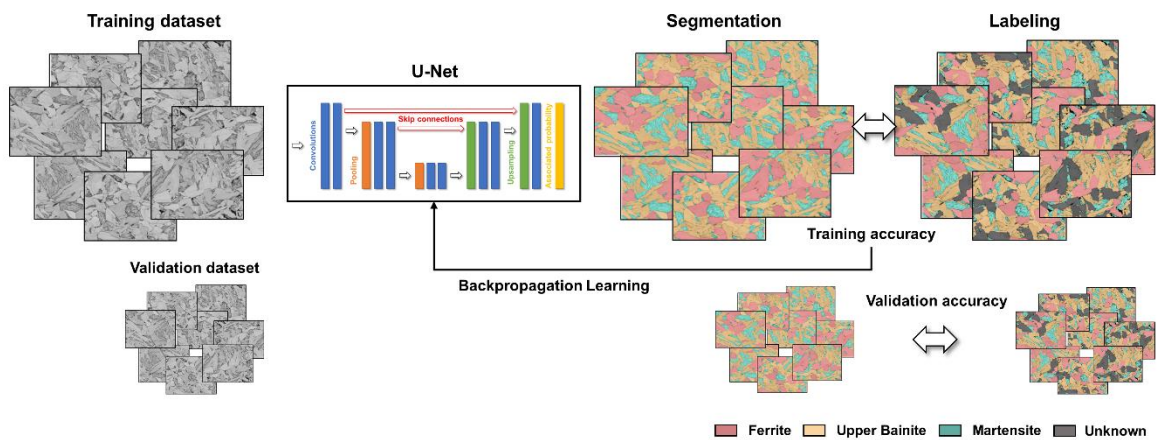 Training dataset
Segmentation
Labeling
U-Net
Skip connections
Convolutions
Pooling
Upsampling
Associated probability
Training accuracy
Backpropagation Learning
Validation dataset
Validation accuracy
Ferrite
Upper Bainite
Martensite
Unknown